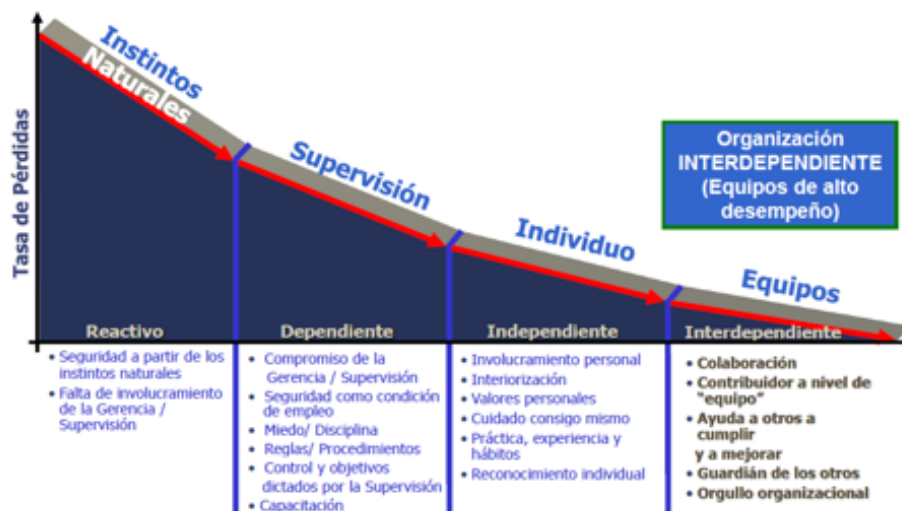 Instintos
Naturales
Supervisión
Individuo
Equipos
Organización
INTERDEPENDIENTE
(Equipos de alto
desempeño)
Tasa de Pérdidas
Reactivo
• Seguridad a partir de los
instintos naturales
• Falta de involucramiento
de la Gerencia /
Supervisión
Dependiente
• Compromiso de la
Gerencia / Supervisión
• Seguridad como condición
de empleo
• Miedo/ Disciplina
• Reglas/ Procedimientos
• Control y objetivos
dictados por la Supervisión
• Capacitación
Independiente
• Involucramiento personal
• Interiorización
• Valores personales
• Cuidado consigo mismo
• Práctica, experiencia y
hábitos
• Reconocimiento individual
Interdependiente
• Colaboración
• Contribuidor a nivel de
"equipo"
• Ayuda a otros a
cumplir
y a mejorar
• Guardián de los otros
• Orgullo organizacional